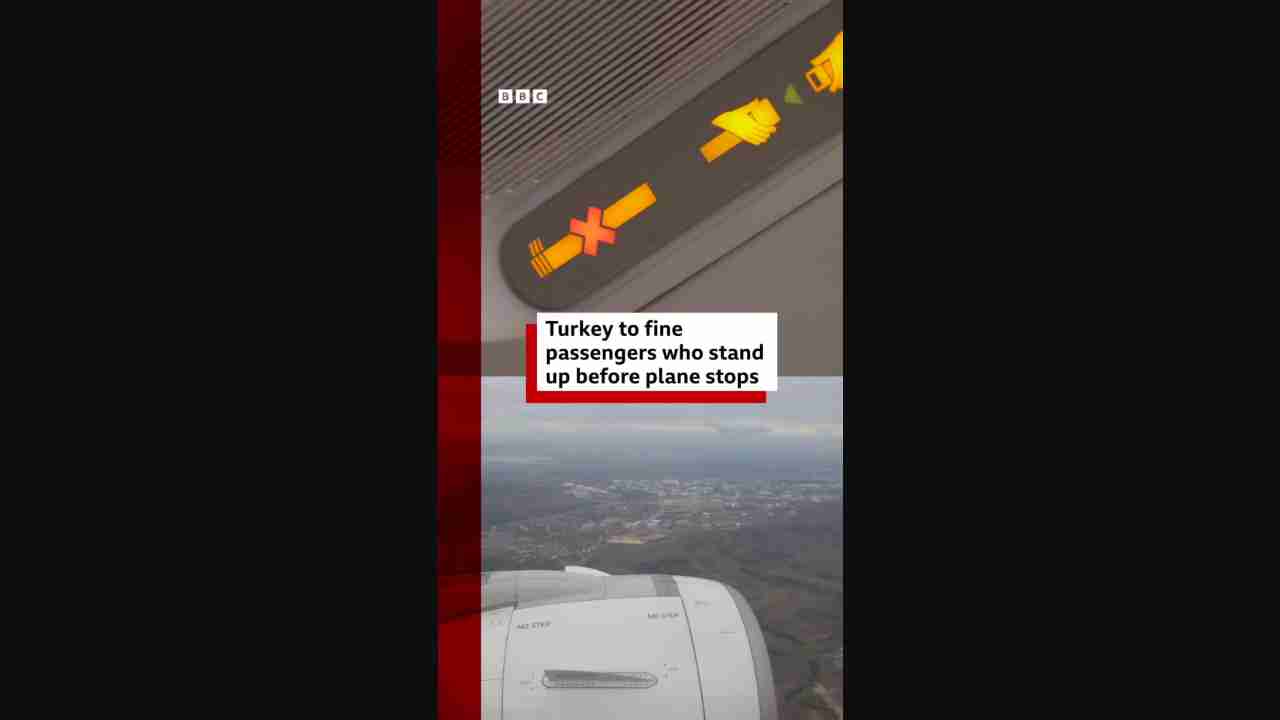 BBC
Turkey to fine
passengers who stand
up before plane stops
NO STEP
NO STEP